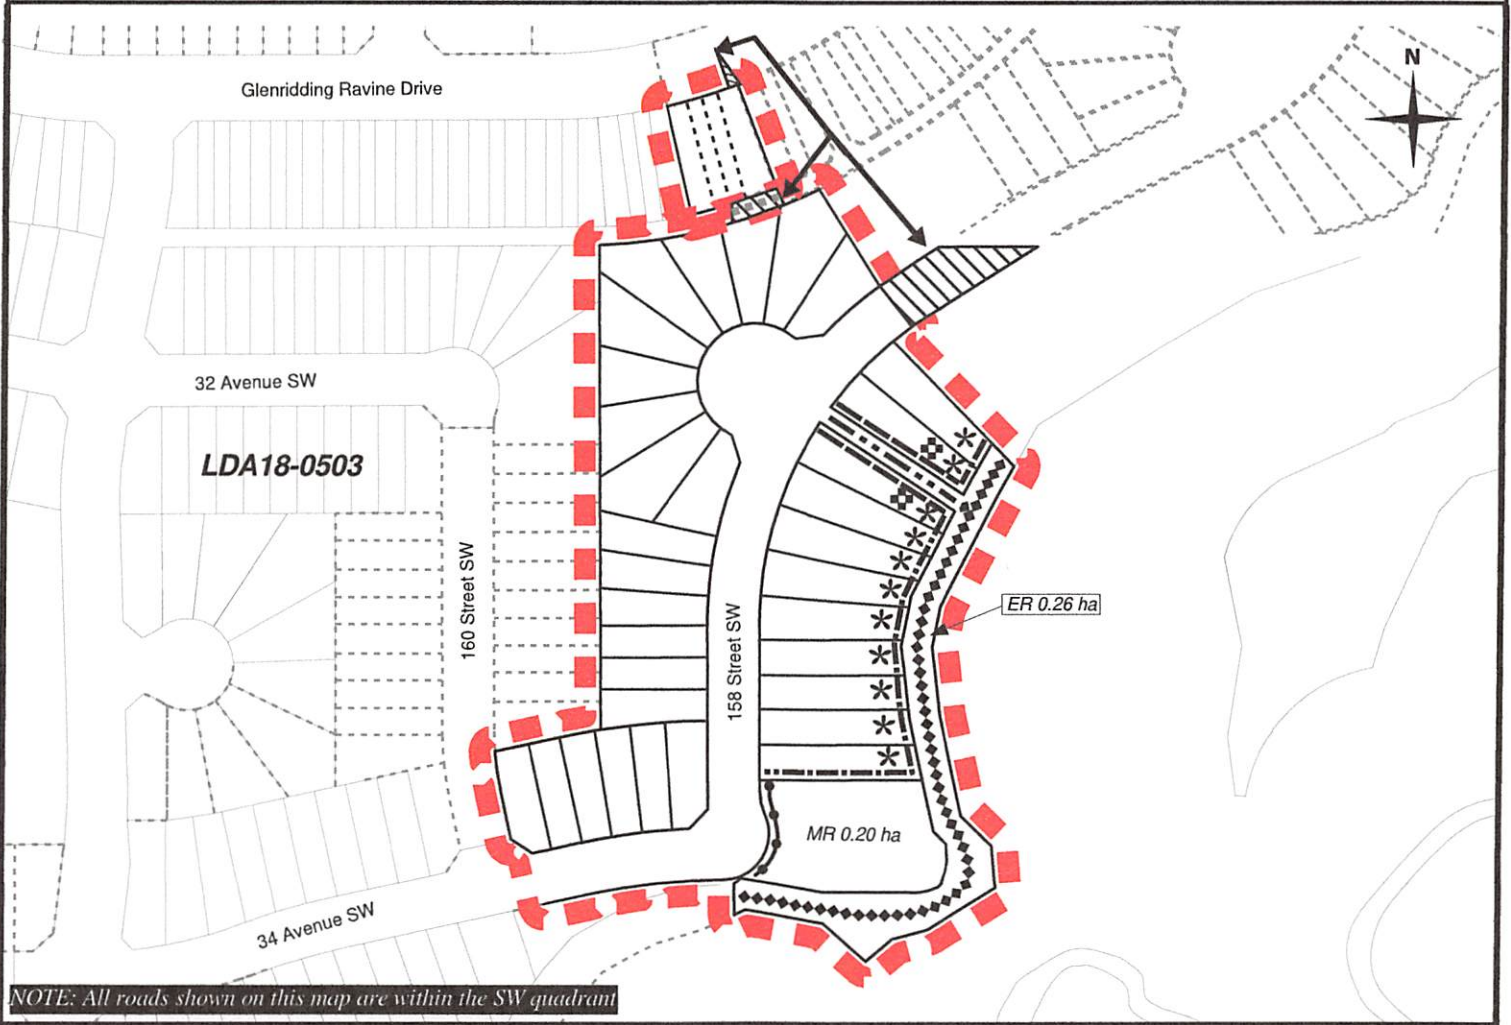 Glenridding Ravine Drive
N
32 Avenue SW
LDA18-0503
160 Street SW
158 Street SW
ER 0.26 ha
MR 0.20 ha
34 Avenue SW
NOTE: All roads shown on this map are within the SW quadrant